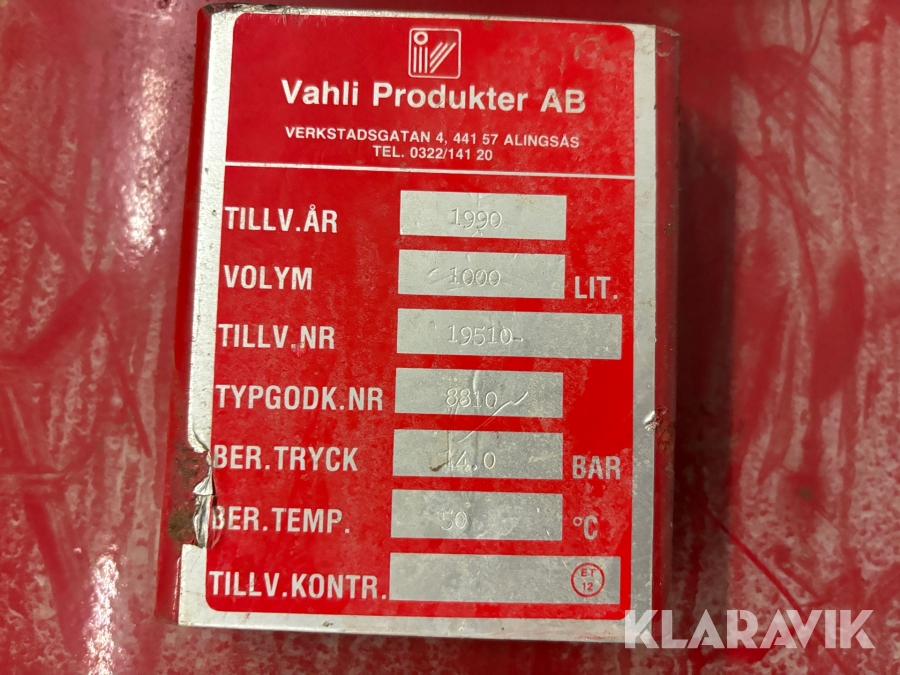 Vahli Produkter AB
VERKSTADSGATAN 4, 441 57 ALINGSÅS
TEL. 0322/141 20
TILLV.ÅR 1990
VOLYM 1000 LIT.
TILLV.NR 19510-
TYPGODK.NR 8810
BER.TRYCK 14.0 BAR
BER.TEMP. 50 °C
TILLV.KONTR.
ET
12
KLARAVIK